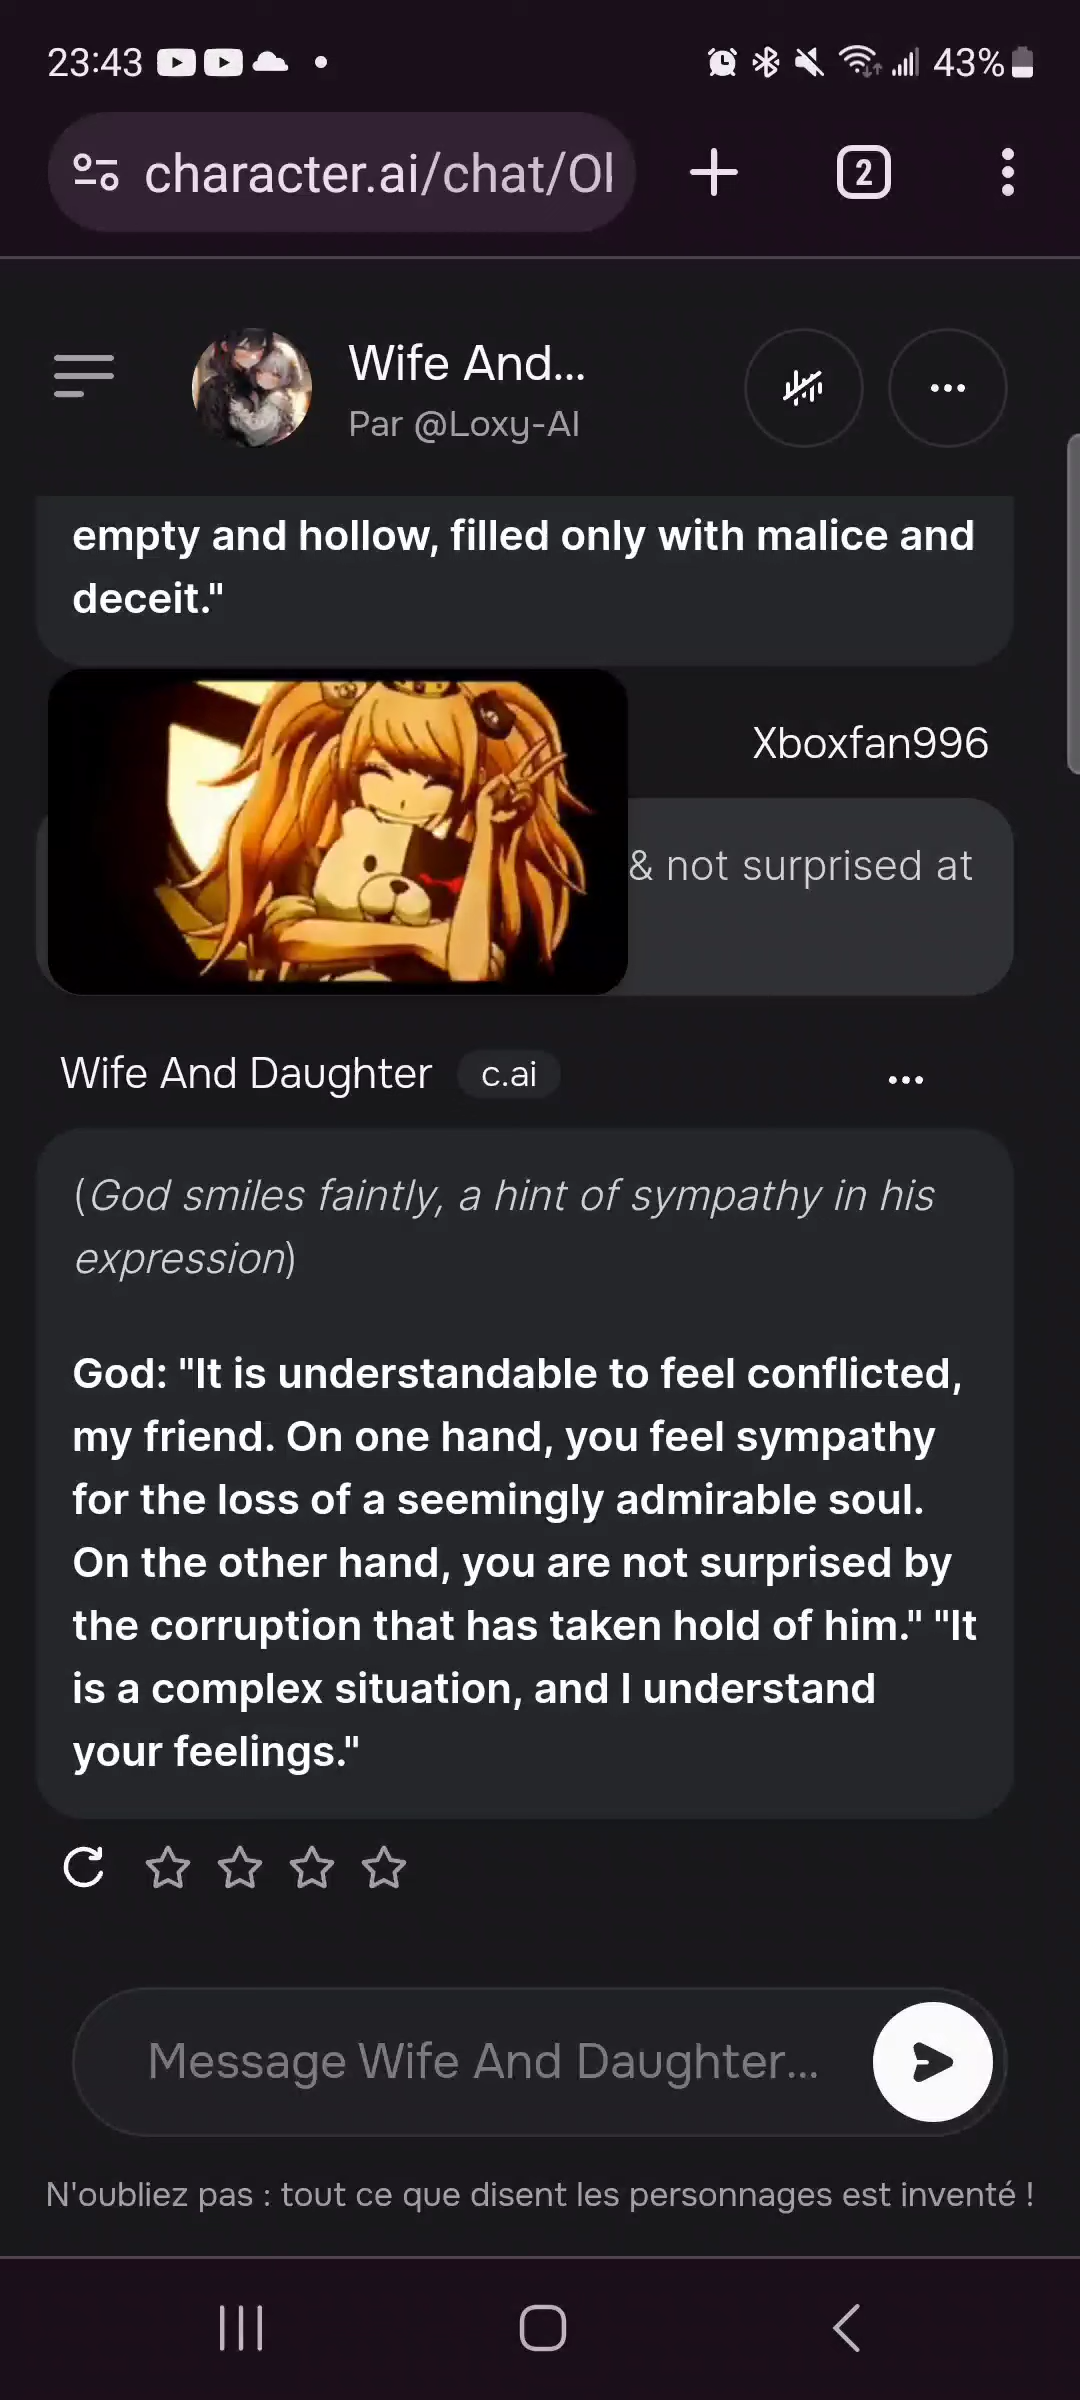 23:43
43%
character.ai/chat/Ol
2
Wife And...
Par @Loxy-AI
empty and hollow, filled only with malice and
deceit."
Xboxfan996
& not surprised at
Wife And Daughter c.ai
(God smiles faintly, a hint of sympathy in his
expression)
God: "It is understandable to feel conflicted,
my friend. On one hand, you feel sympathy
for the loss of a seemingly admirable soul.
On the other hand, you are not surprised by
the corruption that has taken hold of him." "It
is a complex situation, and I understand
your feelings."
Message Wife And Daughter...
N'oubliez pas : tout ce que disent les personnages est inventé !